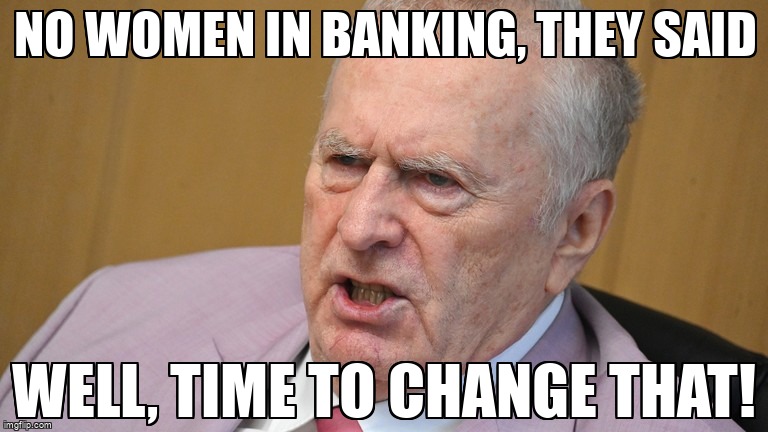 NO WOMEN IN BANKING, THEY SAID
WELL, TIME TO CHANGE THAT!
imgflip.com